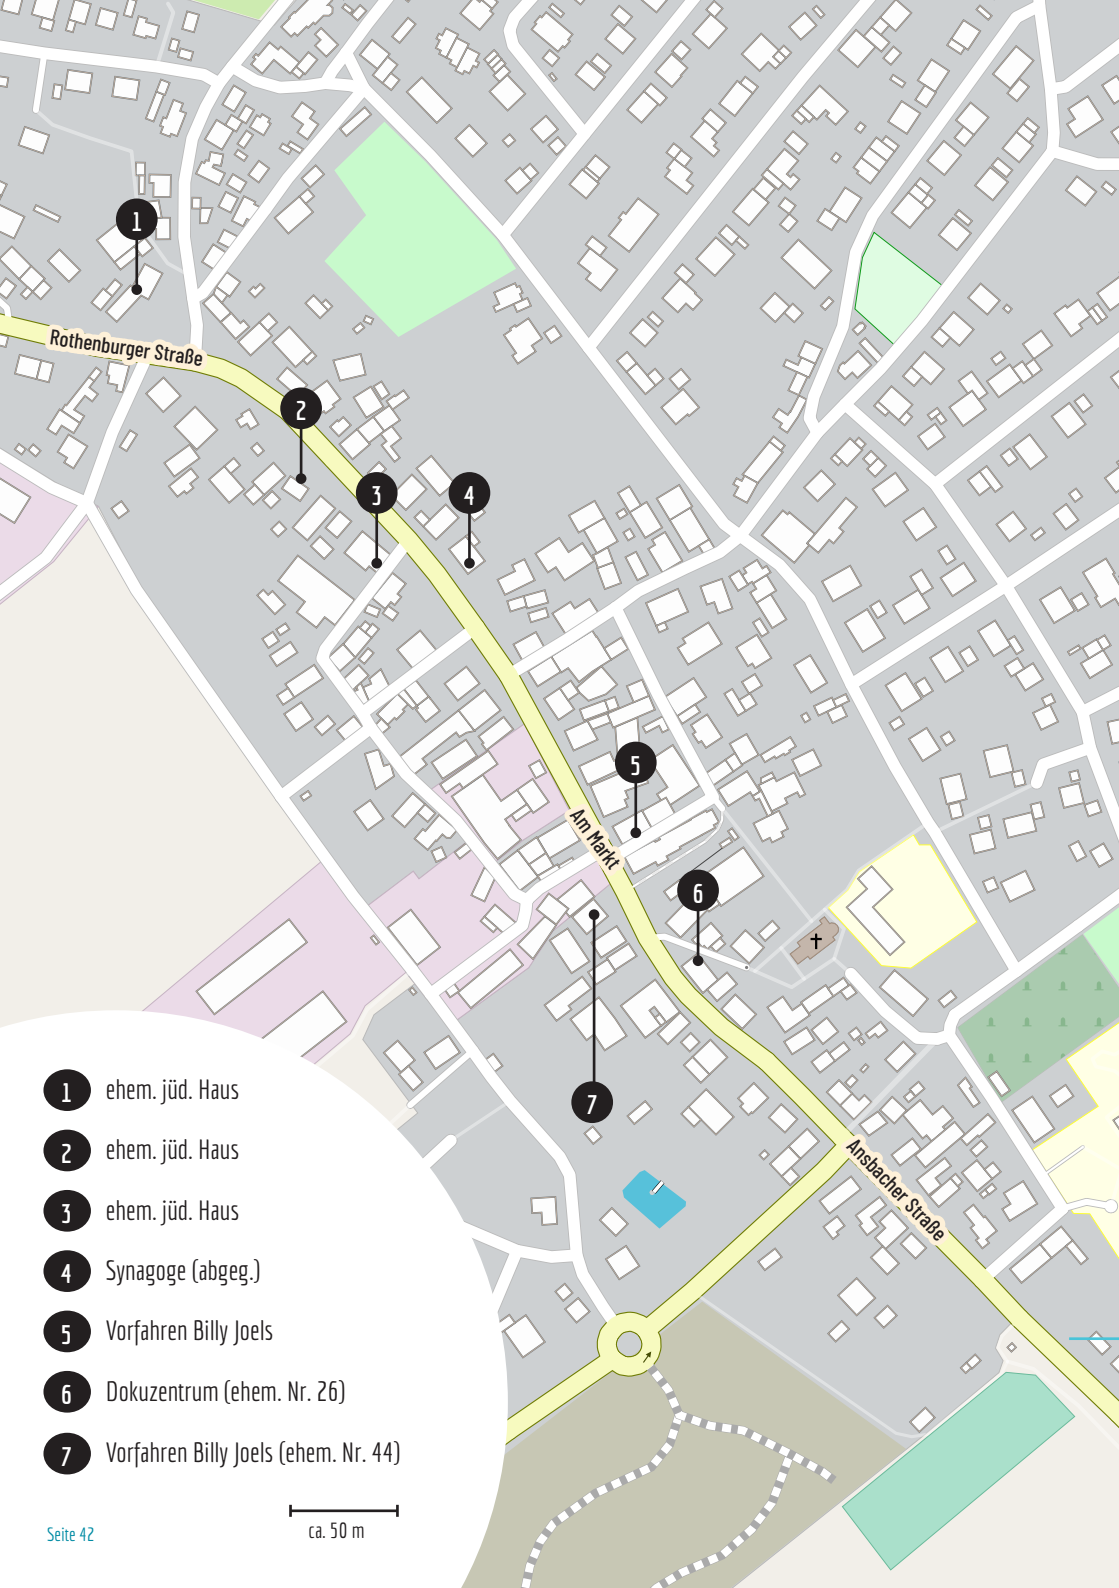 1
Rothenburger Straße
2
3
4
5
Am Markt
6
7
Ansbacher Straße
1 ehem. jüd. Haus
2 ehem. jüd. Haus
3 ehem. jüd. Haus
4 Synagoge (abgeg.)
5 Vorfahren Billy Joels
6 Dokuzentrum (ehem. Nr. 26)
7 Vorfahren Billy Joels (ehem. Nr. 44)
Seite 42
ca. 50 m